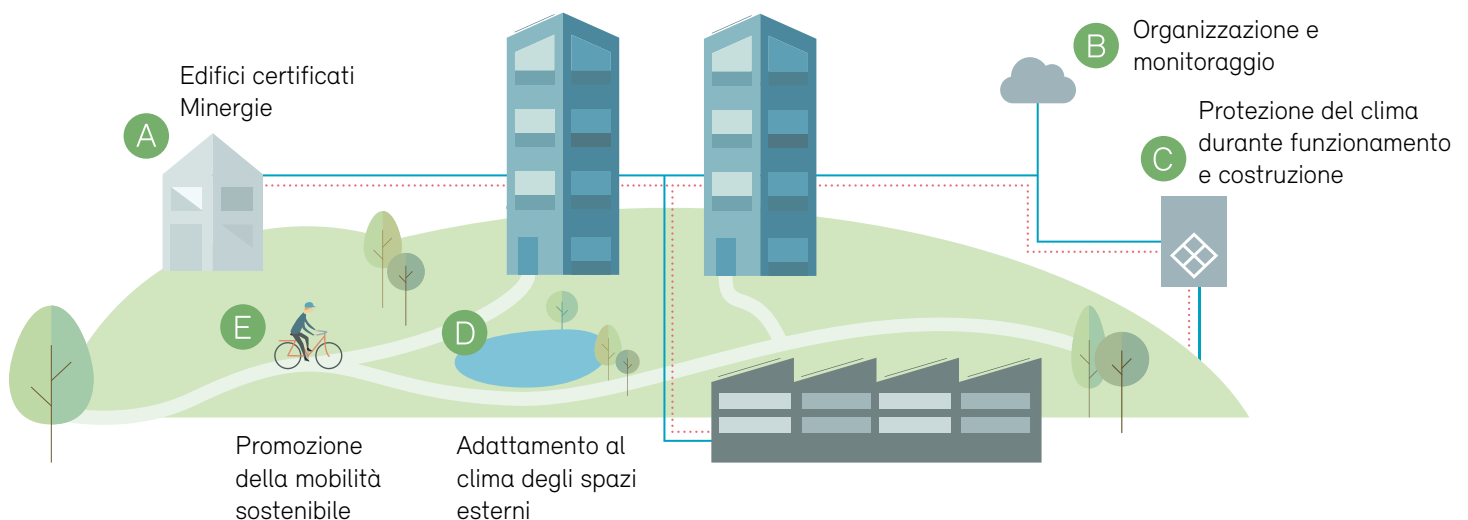 A
Edifici certificati
Minergie
B
Organizzazione e
monitoraggio
C
Protezione del clima
durante funzionamento
e costruzione
E
Promozione
della mobilità
sostenibile
D
Adattamento al
clima degli spazi
esterni